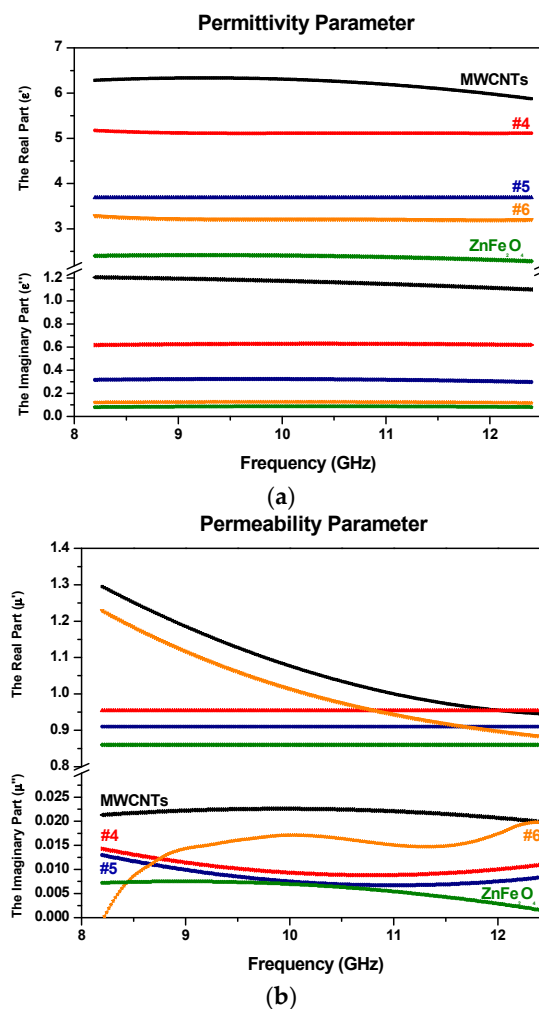 Permittivity Parameter
The Real Part (ε')
The Imaginary Part (ε'')
7
6
5
4
3
1.2
1.0
0.8
0.6
0.4
0.2
0.0
MWCNTs
#4
#5
#6
ZnFe₂O₄
8 9 10 11 12
Frequency (GHz)
(a)
Permeability Parameter
The Real Part (μ')
The Imaginary Part (μ'')
1.4
1.3
1.2
1.1
1.0
0.9
0.8
0.025
0.020
0.015
0.010
0.005
0.000
MWCNTs
#4
#5
#6
ZnFe₂O₄
8 9 10 11 12
Frequency (GHz)
(b)